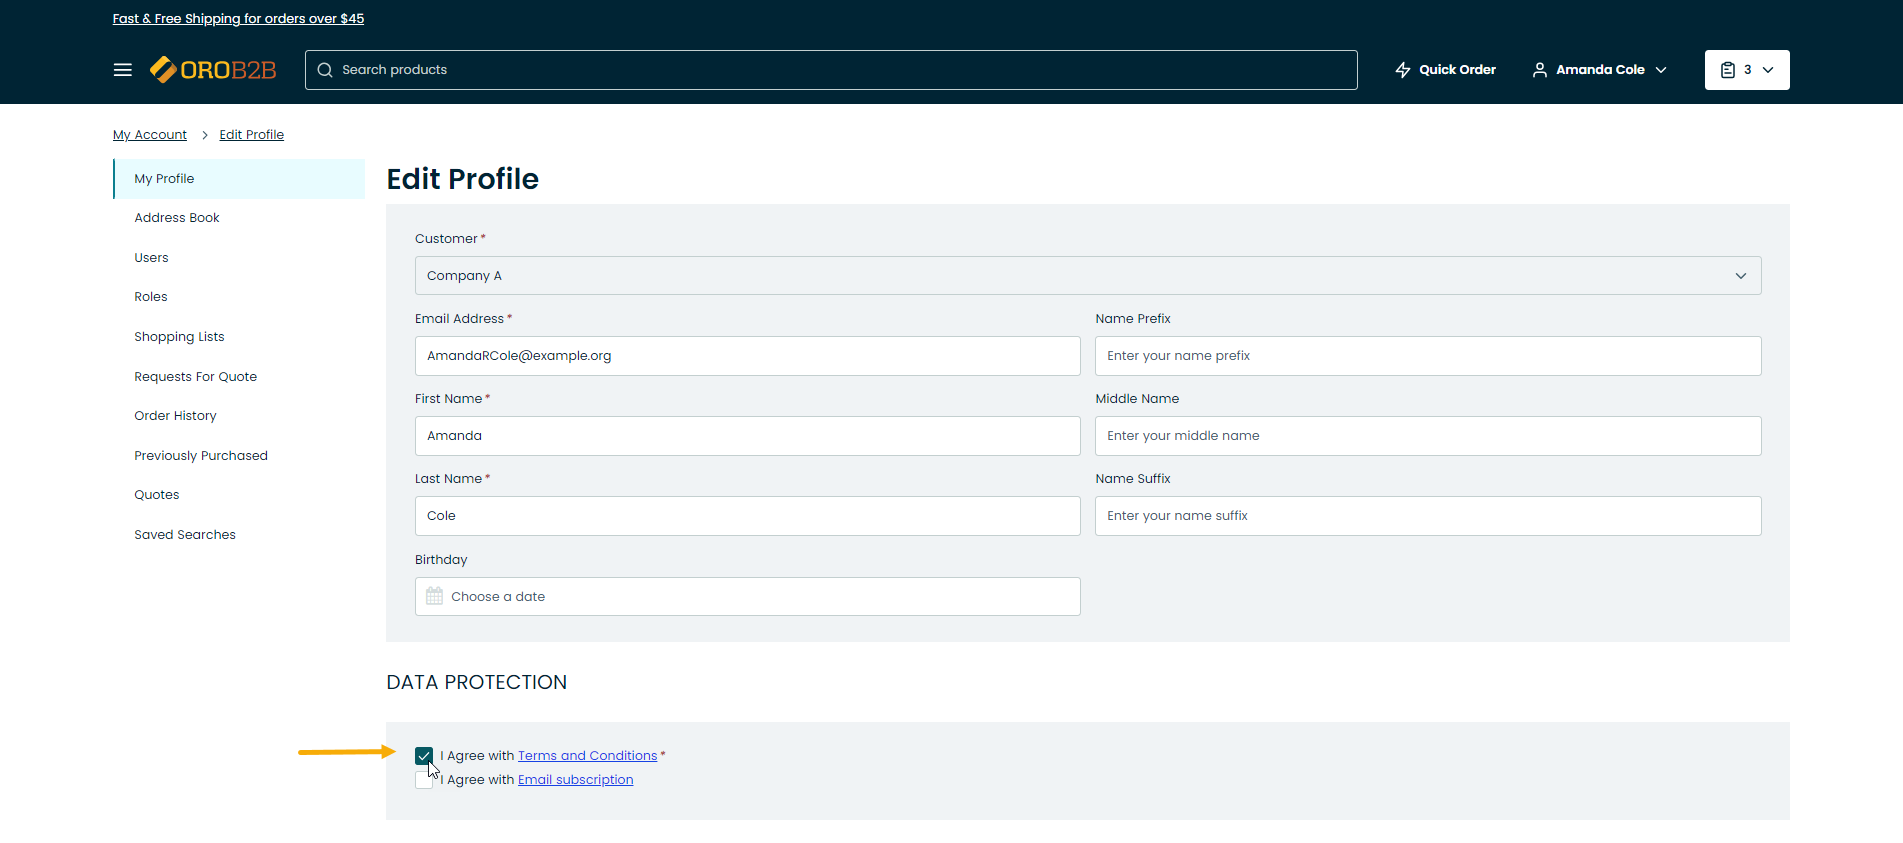 Fast & Free Shipping for orders over $45
OROB2B
Search products
Quick Order
Amanda Cole
3
My Account > Edit Profile
My Profile
Address Book
Users
Roles
Shopping Lists
Requests For Quote
Order History
Previously Purchased
Quotes
Saved Searches
Edit Profile
Customer *
Company A
Email Address *
Name Prefix
AmandaRCole@example.org
Enter your name prefix
First Name *
Middle Name
Amanda
Enter your middle name
Last Name *
Name Suffix
Cole
Enter your name suffix
Birthday
Choose a date
DATA PROTECTION
I Agree with Terms and Conditions *
I Agree with Email subscription